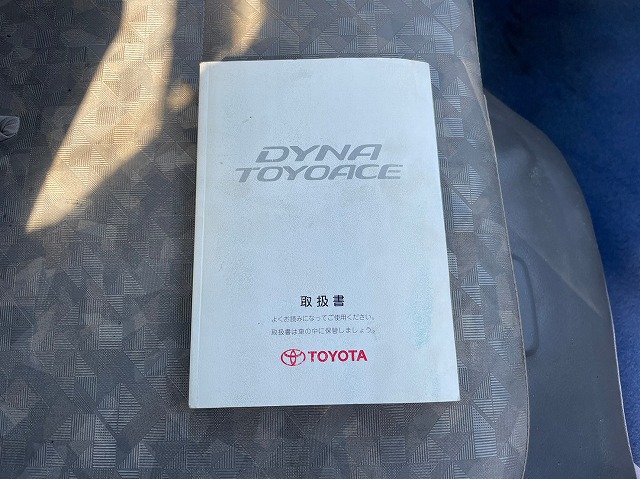 DYNA
TOYOACE
取扱書
よくお読みになってご使用ください。
取扱書は車の中に保管しましょう。
TOYOTA